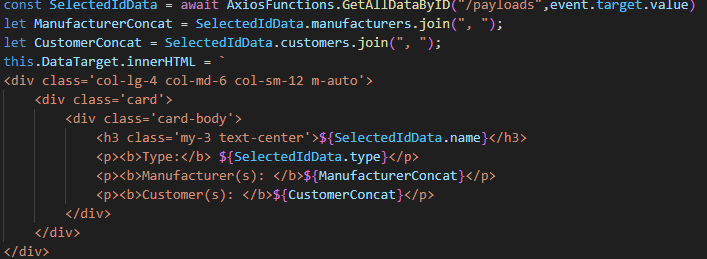 const SelectedIdData = await AxiosFunctions.GetAllDataByID("/payloads",event.target.value)
let ManufacturerConcat = SelectedIdData.manufacturers.join(", ");
let CustomerConcat = SelectedIdData.customers.join(", ");
this.DataTarget.innerHTML = `
<div class='col-lg-4 col-md-6 col-sm-12 m-auto'>
    <div class='card'>
        <div class='card-body'>
            <h3 class='my-3 text-center'>${SelectedIdData.name}</h3>
            <p><b>Type:</b> ${SelectedIdData.type}</p>
            <p><b>Manufacturer(s): </b>${ManufacturerConcat}</p>
            <p><b>Customer(s): </b>${CustomerConcat}</p>
        </div>
    </div>
</div>